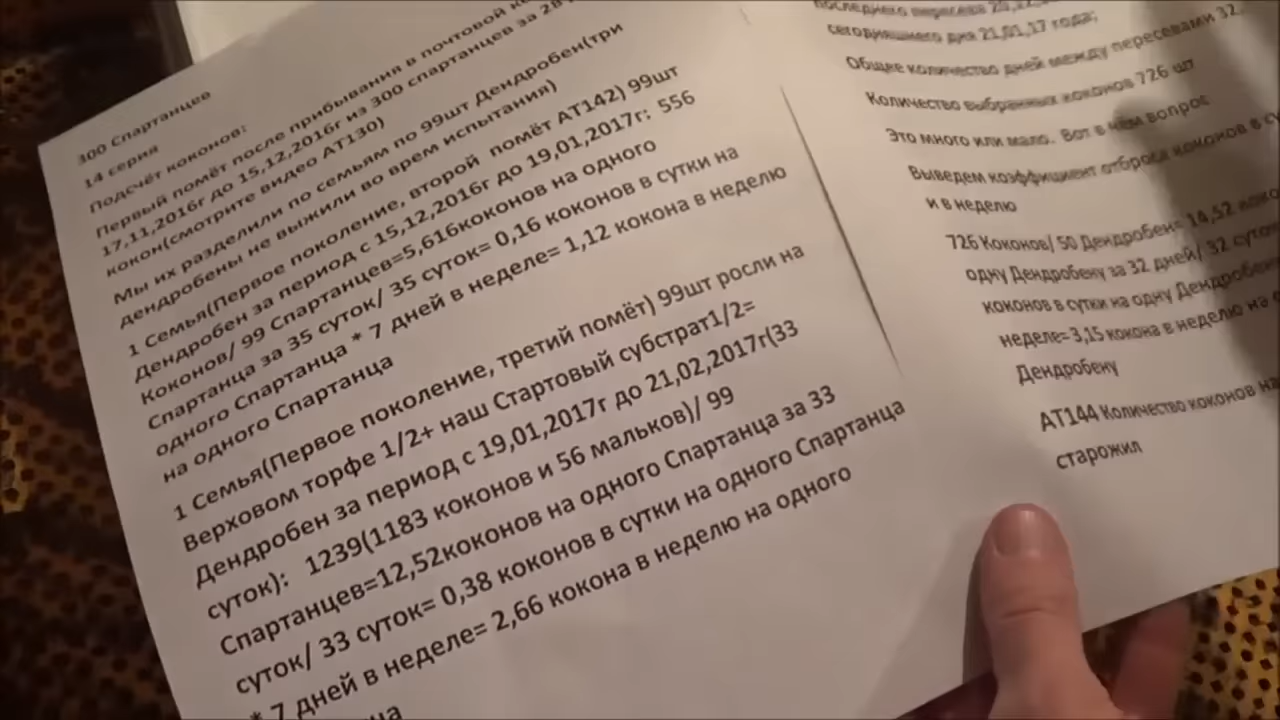 300 Спартанцев
14 серия
Подсчёт коконов:
Первый помёт после прибывания в почтовой
17,11,2016г до 15,12,2016г из 300 спартанцев за 28
кокон(смотрите видео АТ130)
Мы их разделили по семьям по 99шт Дендробен(три
дендробены не выжили во врем испытания)
1 Семья(Первое поколение, второй помёт АТ142) 99шт
Дендробен за период с 15,12,2016г до 19,01,2017г: 556
Коконов/ 99 Спартанцев=5,616коконов на одного
Спартанца за 35 суток/ 35 суток= 0,16 коконов в сутки на
одного Спартанца * 7 дней в неделе= 1,12 кокона в неделю
на одного Спартанца
1 Семья(Первое поколение, третий помёт) 99шт росли на
Верховом торфе 1/2+ наш Стартовый субстрат1/2=
Дендробен за период с 19,01,2017г до 21,02,2017г(33
суток): 1239(1183 коконов и 56 мальков)/ 99
Спартанцев=12,52коконов на одного Спартанца за 33
суток/ 33 суток= 0,38 коконов в сутки на одного Спартанца
* 7 дней в неделе= 2,66 кокона в неделю на одного
последнего пересева
сегодняшнего дня 21,01,17 года;
Общее количество дней между пересевами 32.
Количество выбранных коконов 726 шт
Это много или мало. Вот в чём вопрос
Выведем коэффициент отброса коконов в
и в неделю
726 Коконов/ 50 Дендробен= 14,52
одну Дендробену за 32 дней/ 32 суток
коконов в сутки на одну Дендробену
неделе= 3,15 кокона в неделю на
Дендробену
АТ144 Количество коконов на
старожил